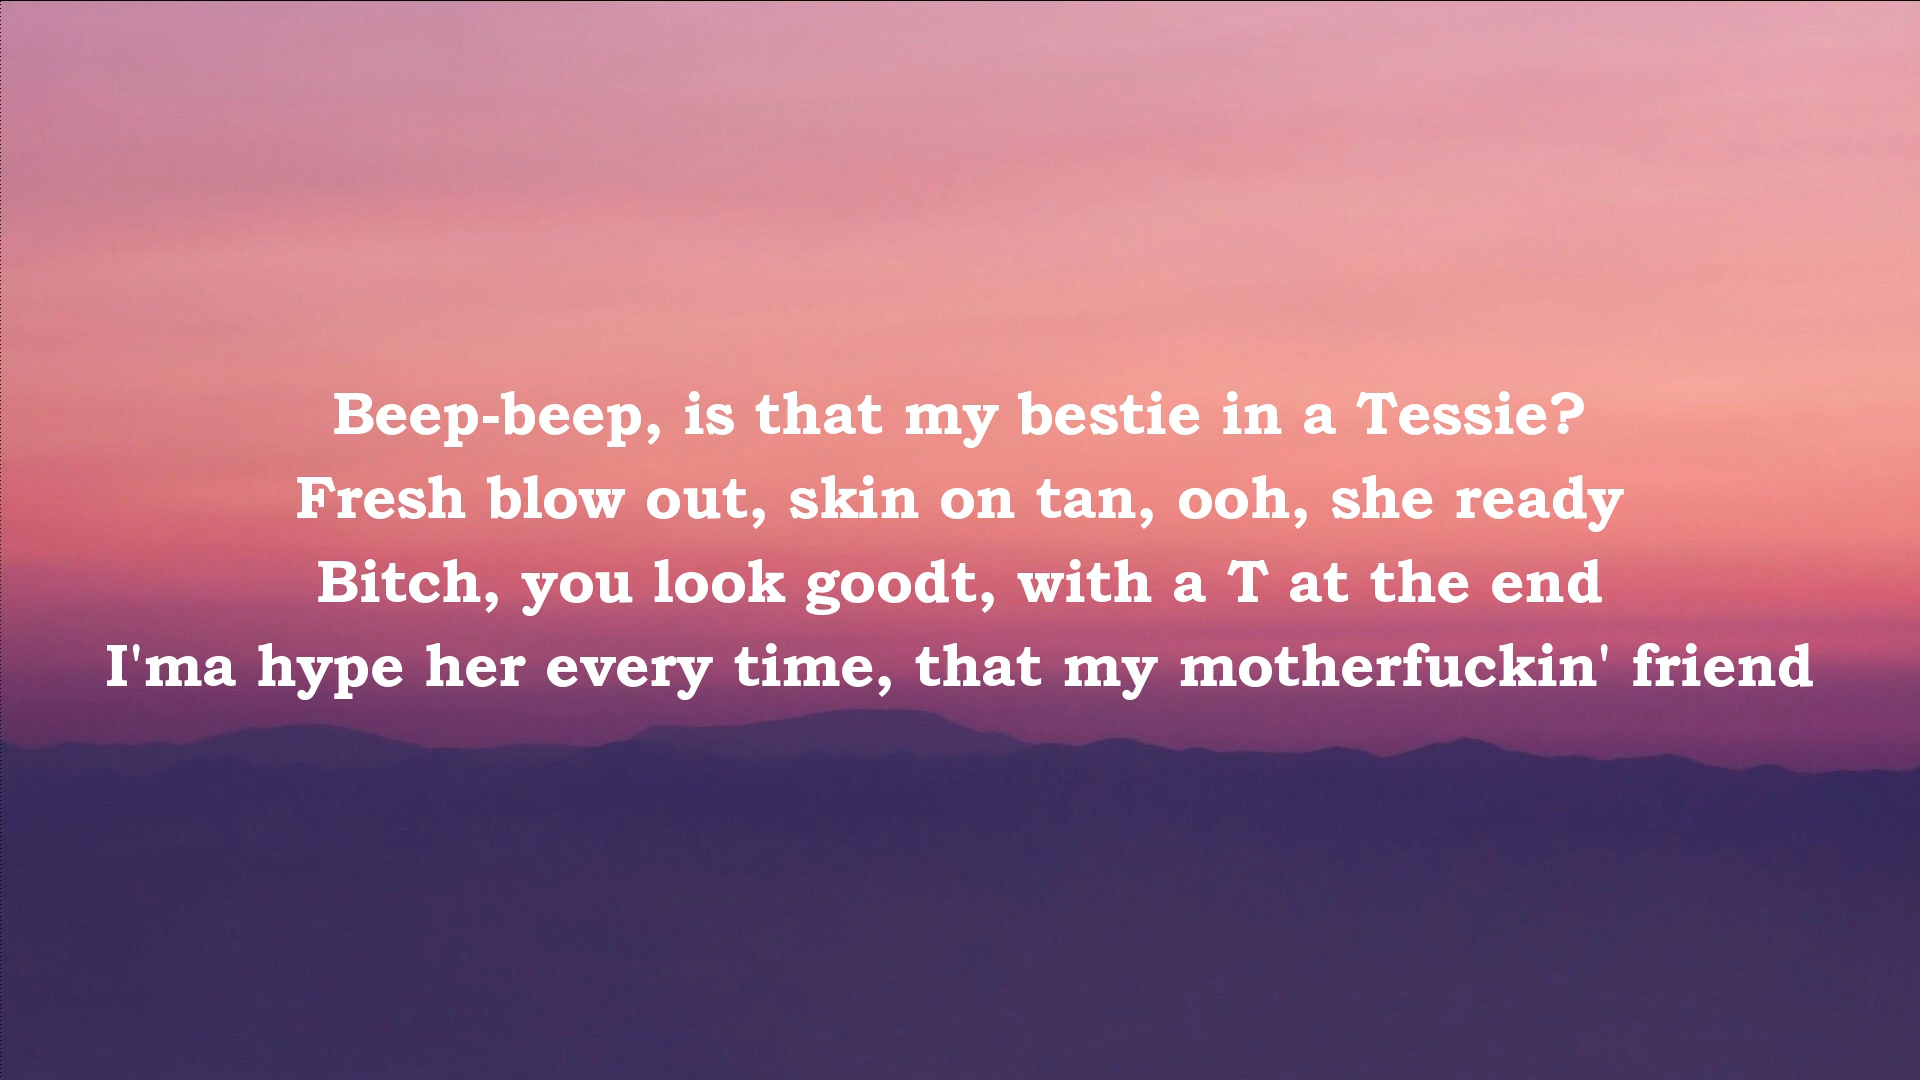 Beep-beep, is that my bestie in a Tessie?
Fresh blow out, skin on tan, ooh, she ready
Bitch, you look goodt, with a T at the end
I'ma hype her every time, that my motherfuckin' friend